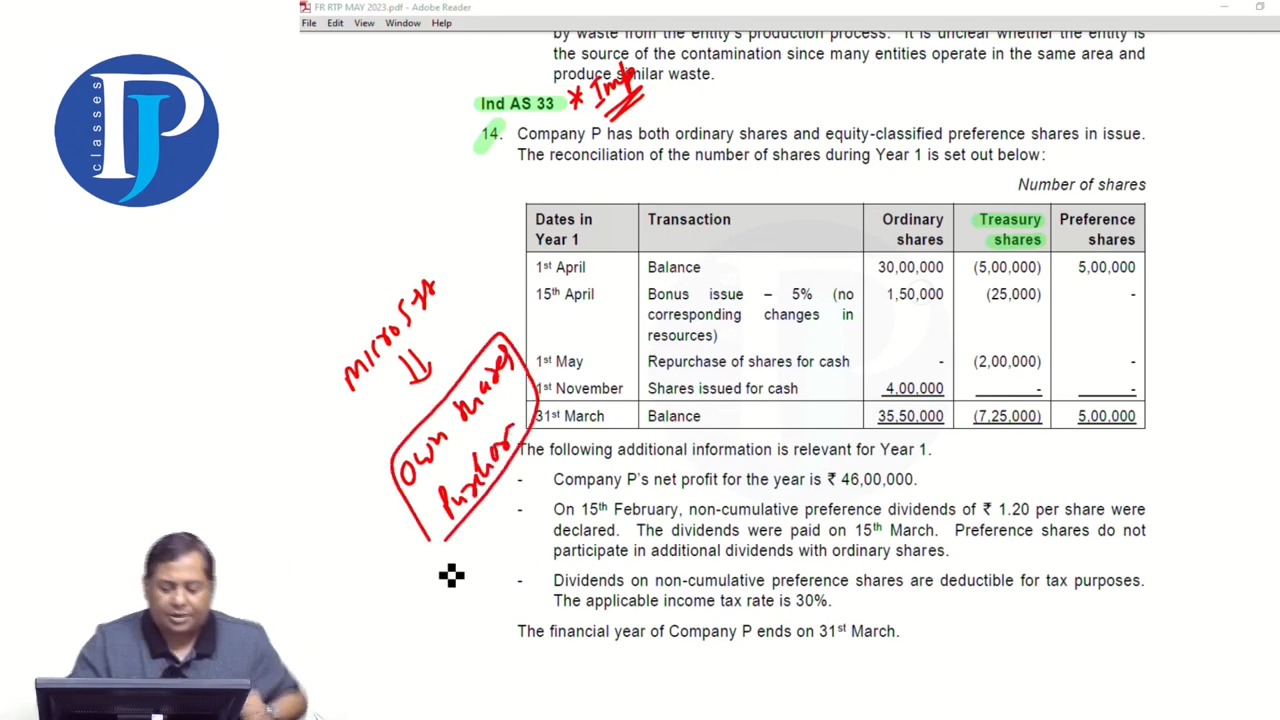 FR RTP MAY 2023.pdf - Adobe Reader
File Edit View Window Help
classes
PJ
by waste from the entity's production process. It is unclear whether the entity is
the source of the contamination since many entities operate in the same area and
produce similar waste.
Ind AS 33 * Imp
14. Company P has both ordinary shares and equity-classified preference shares in issue.
The reconciliation of the number of shares during Year 1 is set out below:
Number of shares
Dates in Year 1 Transaction Ordinary shares Treasury shares Preference shares
1st April Balance 30,00,000 (5,00,000) 5,00,000
15th April Bonus issue – 5% (no 1,50,000 (25,000) -
corresponding changes in
resources)
1st May Repurchase of shares for cash - (2,00,000) -
1st November Shares issued for cash 4,00,000 - -
31st March Balance 35,50,000 (7,25,000) 5,00,000
own shares
The following additional information is relevant for Year 1.
- Company P's net profit for the year is ₹ 46,00,000.
- On 15th February, non-cumulative preference dividends of ₹ 1.20 per share were
declared. The dividends were paid on 15th March. Preference shares do not
participate in additional dividends with ordinary shares.
- Dividends on non-cumulative preference shares are deductible for tax purposes.
The applicable income tax rate is 30%.
The financial year of Company P ends on 31st March.